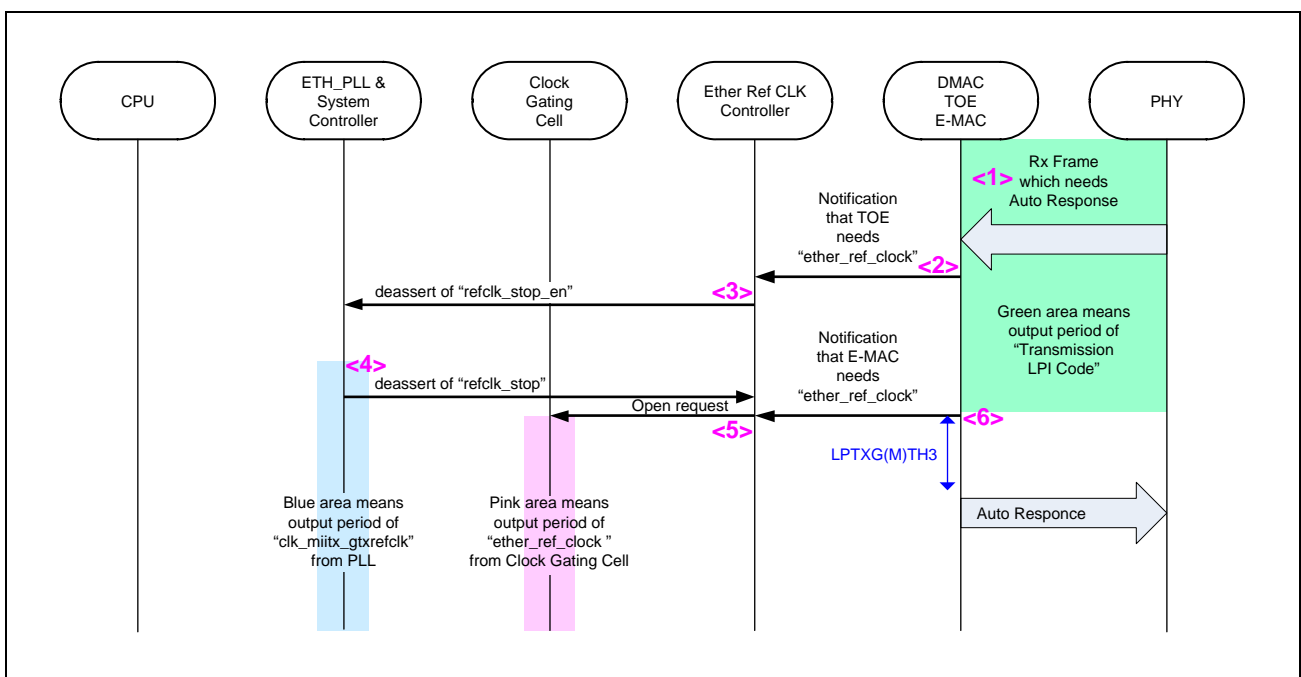 CPU
ETH_PLL &
System
Controller
Clock
Gating
Cell
Ether Ref CLK
Controller
DMAC
TOE
E-MAC
PHY
<1>
Rx Frame
which needs
Auto Response
Notification
that TOE
needs
“ether_ref_clock”
<2>
deassert of “refclk_stop_en”
<3>
Green area means
output period of
“Transmission
LPI Code”
Notification
that E-MAC
needs
“ether_ref_clock”
<4>
deassert of “refclk_stop”
Open request
<5>
<6>
LPTXG(M)TH3
Auto Responce
Blue area means
output period of
“clk_miitx_gtxrefclk”
from PLL
Pink area means
output period of
“ether_ref_clock ”
from Clock Gating Cell